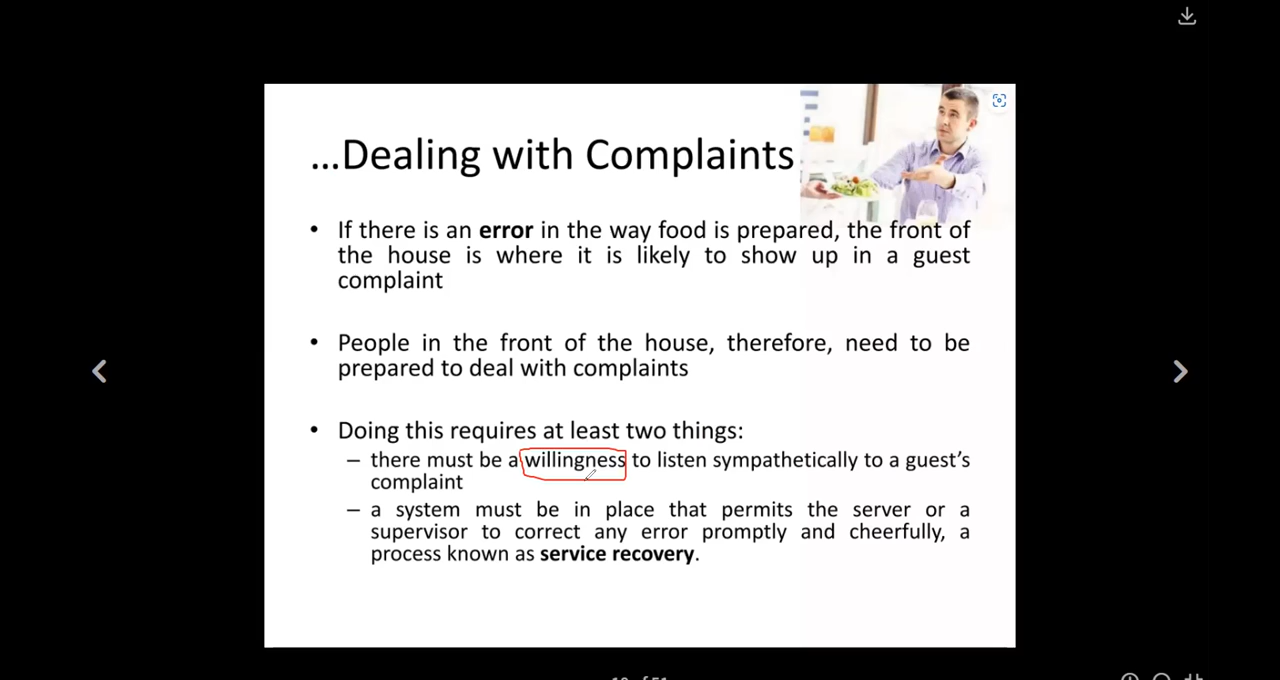 ...Dealing with Complaints
• If there is an error in the way food is prepared, the front of
the house is where it is likely to show up in a guest
complaint
• People in the front of the house, therefore, need to be
prepared to deal with complaints
• Doing this requires at least two things:
– there must be a willingness to listen sympathetically to a guest's
complaint
– a system must be in place that permits the server or a
supervisor to correct any error promptly and cheerfully, a
process known as service recovery.